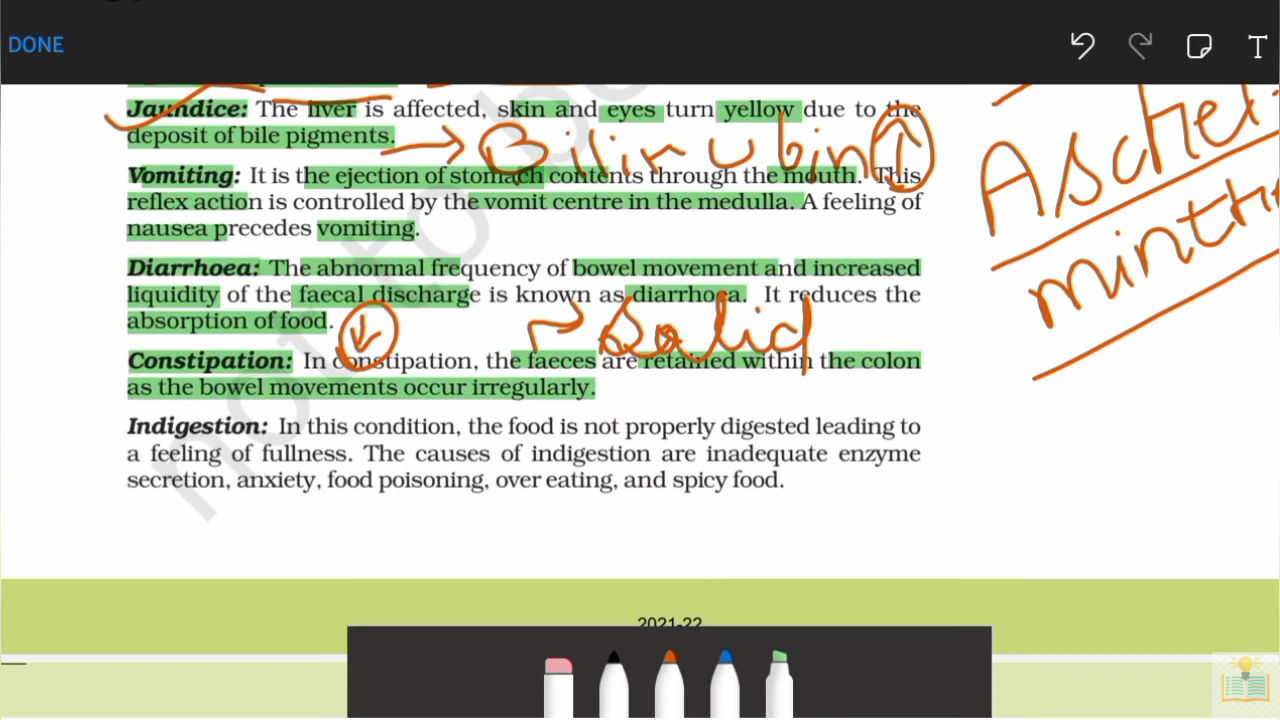 DONE
T
Jaundice: The liver is affected, skin and eyes turn yellow due to the
deposit of bile pigments.
→ Bilirubin ↑
Vomiting: It is the ejection of stomach contents through the mouth. This
reflex action is controlled by the vomit centre in the medulla. A feeling of
nausea precedes vomiting.
Diarrhoea: The abnormal frequency of bowel movement and increased
liquidity of the faecal discharge is known as diarrhoea. It reduces the
absorption of food.
↓
Solid
Constipation: In constipation, the faeces are retained within the colon
as the bowel movements occur irregularly.
Indigestion: In this condition, the food is not properly digested leading to
a feeling of fullness. The causes of indigestion are inadequate enzyme
secretion, anxiety, food poisoning, over eating, and spicy food.
not to be
2021-22